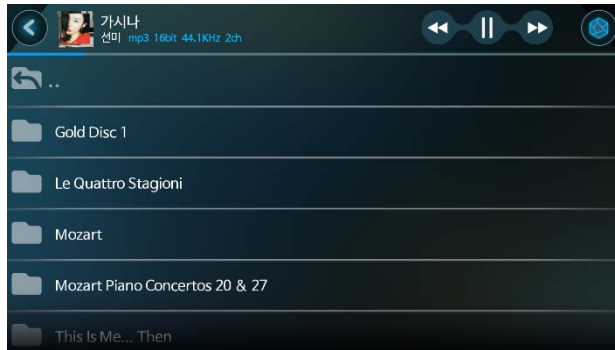 가시나
선미 mp3 16bit 44.1KHz 2ch
..
Gold Disc 1
Le Quattro Stagioni
Mozart
Mozart Piano Concertos 20 & 27
This Is Me... Then